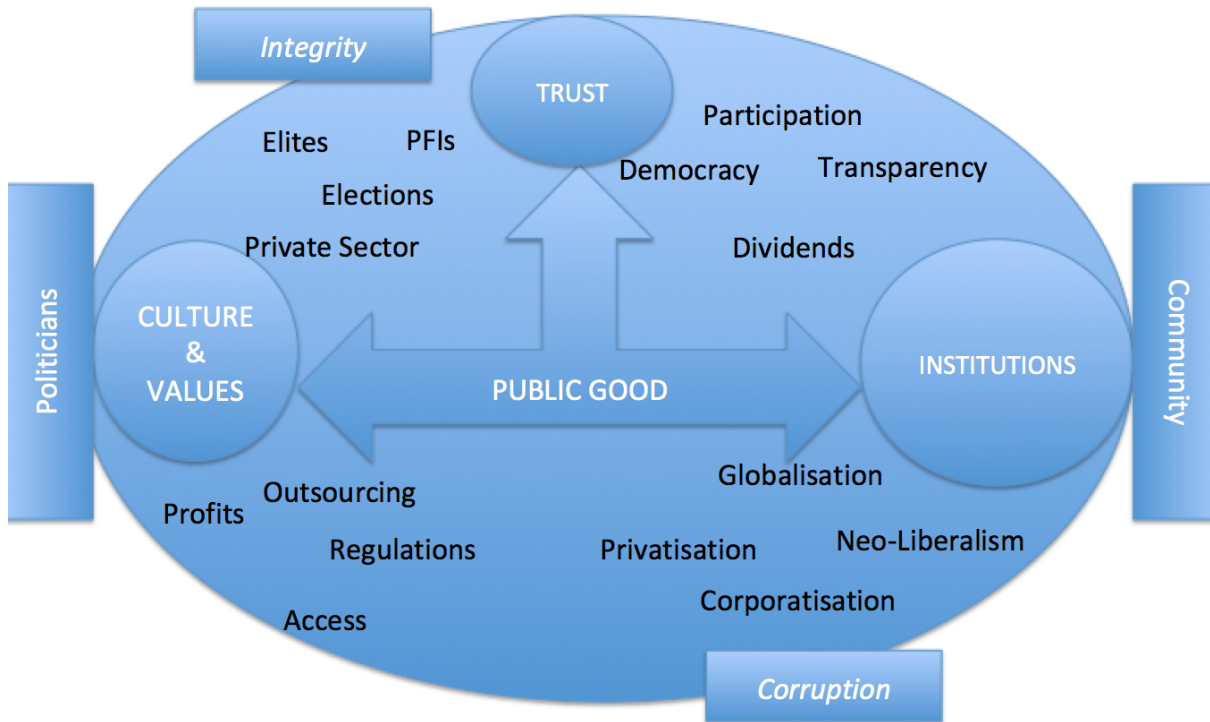 Integrity
TRUST
Elites
PFIs
Participation
Democracy
Transparency
Elections
Private Sector
Dividends
Politicians
CULTURE
&
VALUES
PUBLIC GOOD
INSTITUTIONS
Community
Profits
Outsourcing
Globalisation
Regulations
Privatisation
Neo-Liberalism
Access
Corporatisation
Corruption